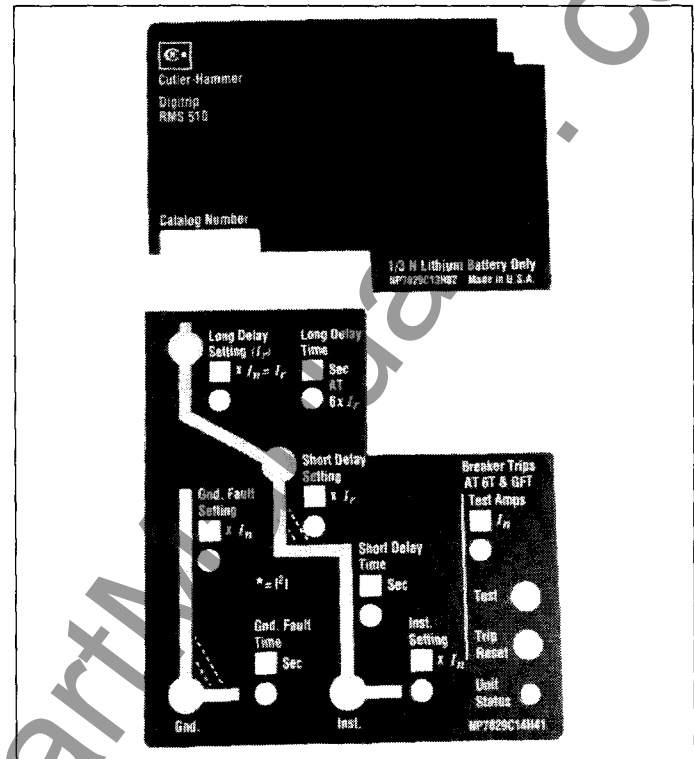 Cutler-Hammer
Digitrip
RMS 510
Catalog Number
1/3 N Lithium Battery Only
Made in U.S.A.
Long Delay
Setting (Ir)
x In = Ir
Long Delay
Time
Sec
AT
6x Ir
Short Delay
Setting
x Ir
Gnd. Fault
Setting
x In
Breaker Trips
AT 6T & GFT
Test Amps
In
Short Delay
Time
Sec
* = I²t
Gnd. Fault
Time
Sec
Inst.
Setting
x In
Test
Trip
Reset
Unit
Status
Gnd.
Inst.
NP7829C14H41